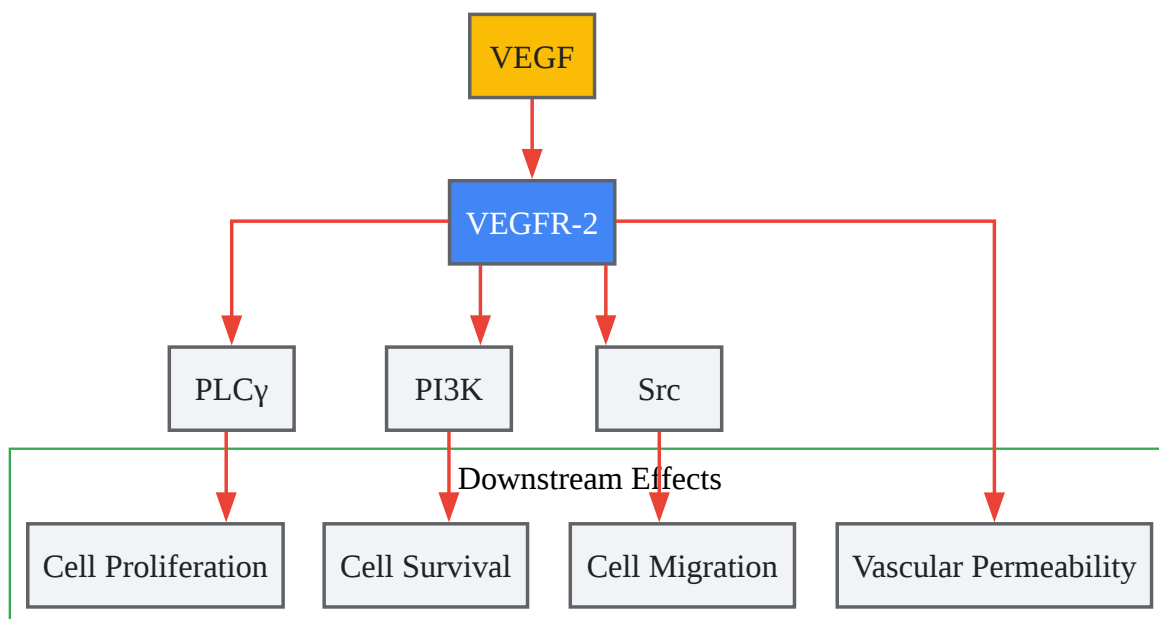 VEGF
VEGFR-2
PLCγ
PI3K
Src
Downstream Effects
Cell Proliferation
Cell Survival
Cell Migration
Vascular Permeability